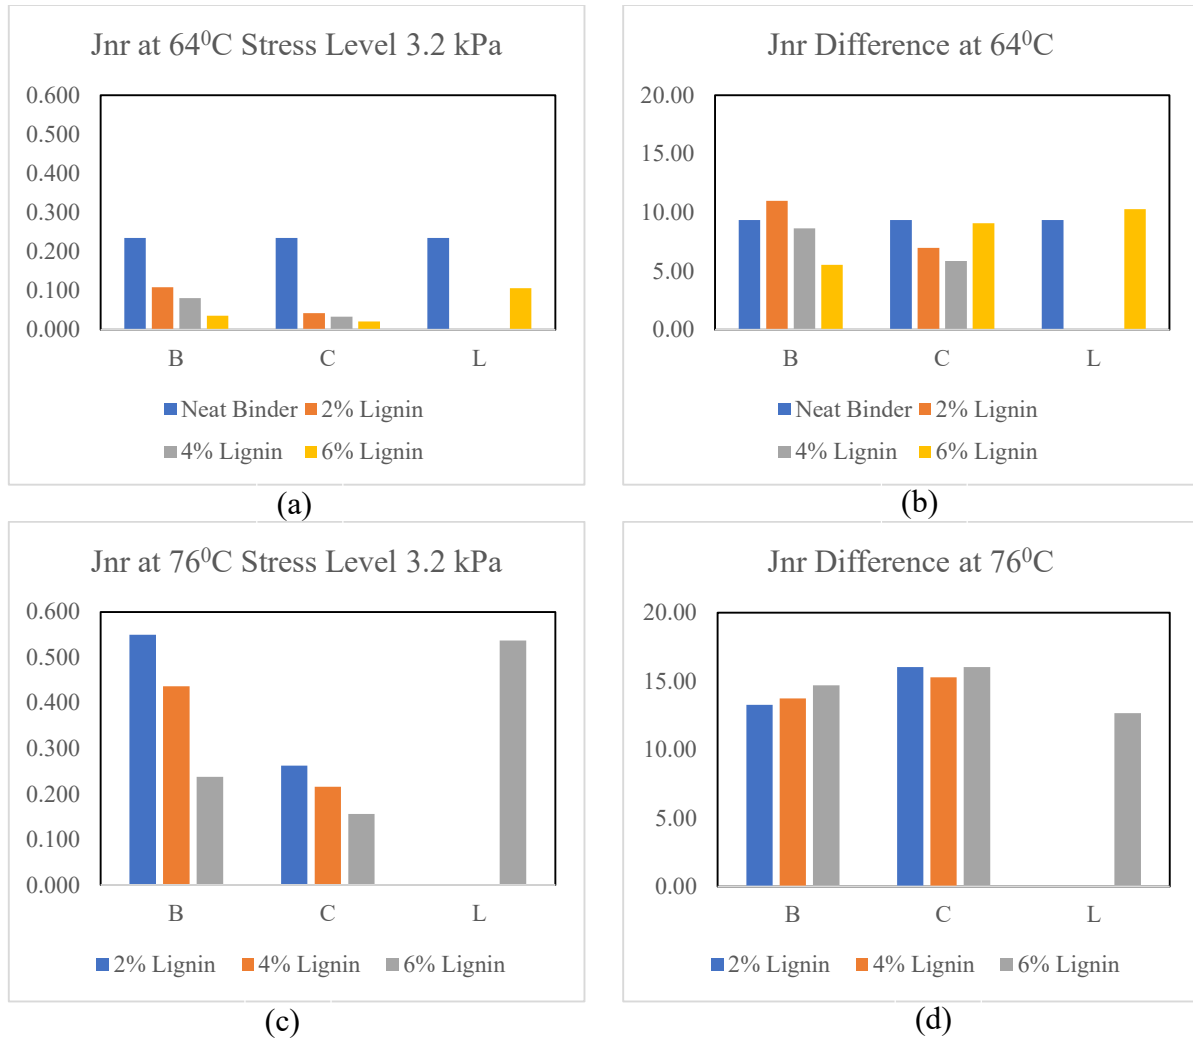 Jnr at 64⁰C Stress Level 3.2 kPa
0.600
0.500
0.400
0.300
0.200
0.100
0.000
B C L
Neat Binder 2% Lignin
4% Lignin 6% Lignin
(a)
Jnr Difference at 64⁰C
20.00
15.00
10.00
5.00
0.00
B C L
Neat Binder 2% Lignin
4% Lignin 6% Lignin
(b)
Jnr at 76⁰C Stress Level 3.2 kPa
0.600
0.500
0.400
0.300
0.200
0.100
0.000
B C L
2% Lignin 4% Lignin 6% Lignin
(c)
Jnr Difference at 76⁰C
20.00
15.00
10.00
5.00
0.00
B C L
2% Lignin 4% Lignin 6% Lignin
(d)